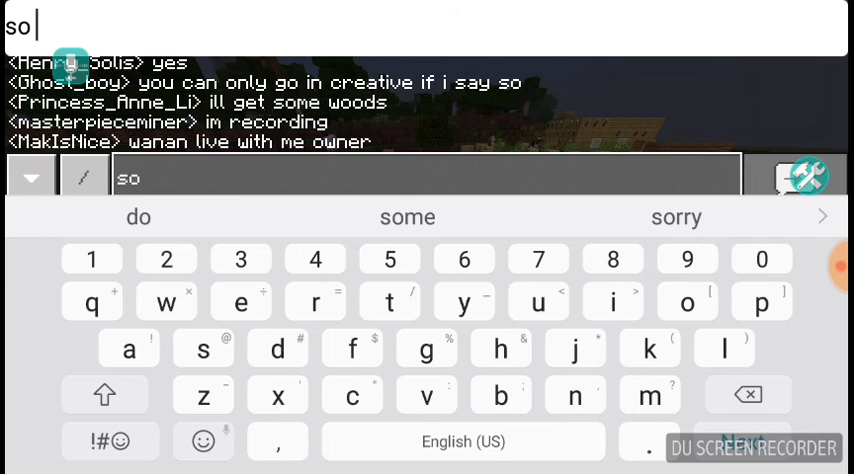 so
<Henry_Solis> yes
<Ghost_boy> you can only go in creative if i say so
<Princess_Anne_Li> ill get some woods
<masterpieceminer> im recording
<MakIsNice> wanan live with me owner
/ so
do some sorry
1 2 3 4 5 6 7 8 9 0
q + w × e ÷ r = t / y _ u < i > o [ p ]
a ! s @ d # f $ g % h & j * k ( l )
z - x ' c " v : b ; n , m ?
!#☺ , English (US) . Next
DU SCREEN RECORDER